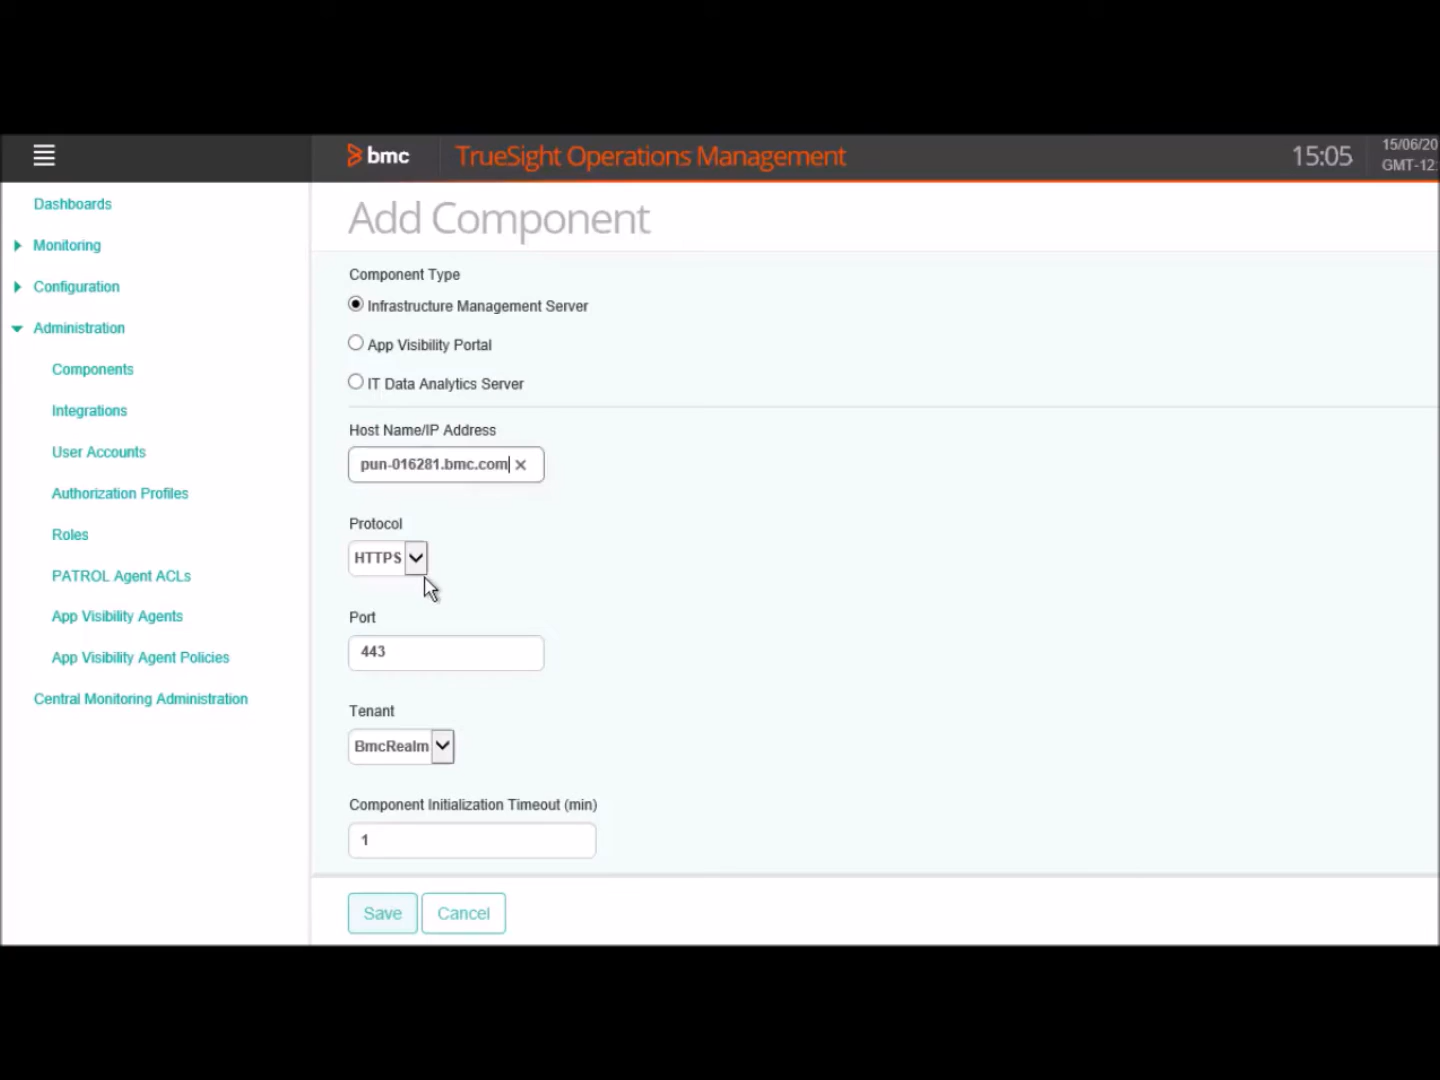 bmc
TrueSight Operations Management
15:05
15/06/20
GMT-12:
Dashboards
Monitoring
Configuration
Administration
Components
Integrations
User Accounts
Authorization Profiles
Roles
PATROL Agent ACLs
App Visibility Agents
App Visibility Agent Policies
Central Monitoring Administration
Add Component
Component Type
Infrastructure Management Server
App Visibility Portal
IT Data Analytics Server
Host Name/IP Address
pun-016281.bmc.com
Protocol
HTTPS
Port
443
Tenant
BmcRealm
Component Initialization Timeout (min)
1
Save
Cancel